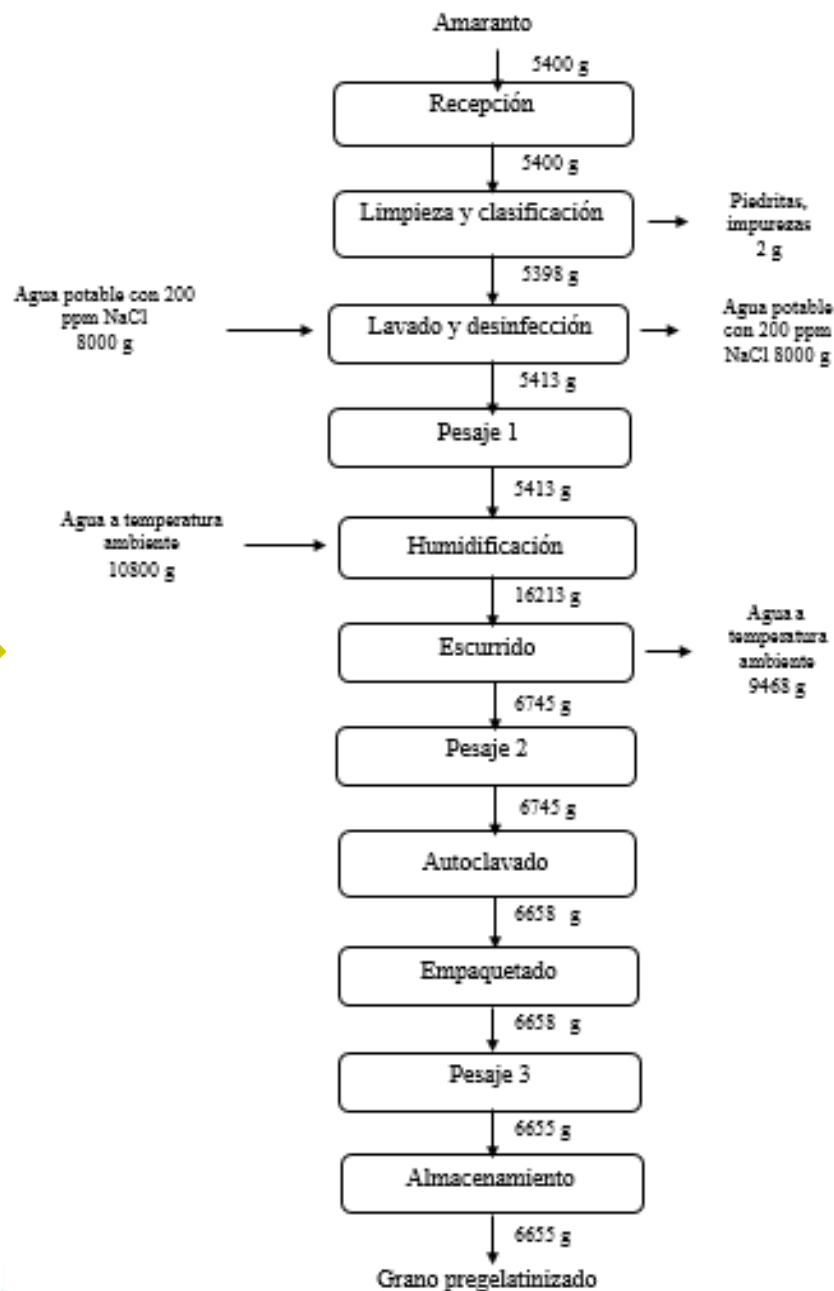 Amaranto
5400 g
Recepción
5400 g
Limpieza y clasificación
Piedritas,
impurezas
2 g
5398 g
Agua potable con 200
ppm NaCl
8000 g
Lavado y desinfección
Agua potable
con 200 ppm
NaCl 8000 g
5413 g
Pesaje 1
5413 g
Agua a temperatura
ambiente
10800 g
Humidificación
16213 g
Escurrido
Agua a
temperatura
ambiente
9468 g
6745 g
Pesaje 2
6745 g
Autoclavado
6658 g
Empaquetado
6658 g
Pesaje 3
6655 g
Almacenamiento
6655 g
Grano pregelatinizado